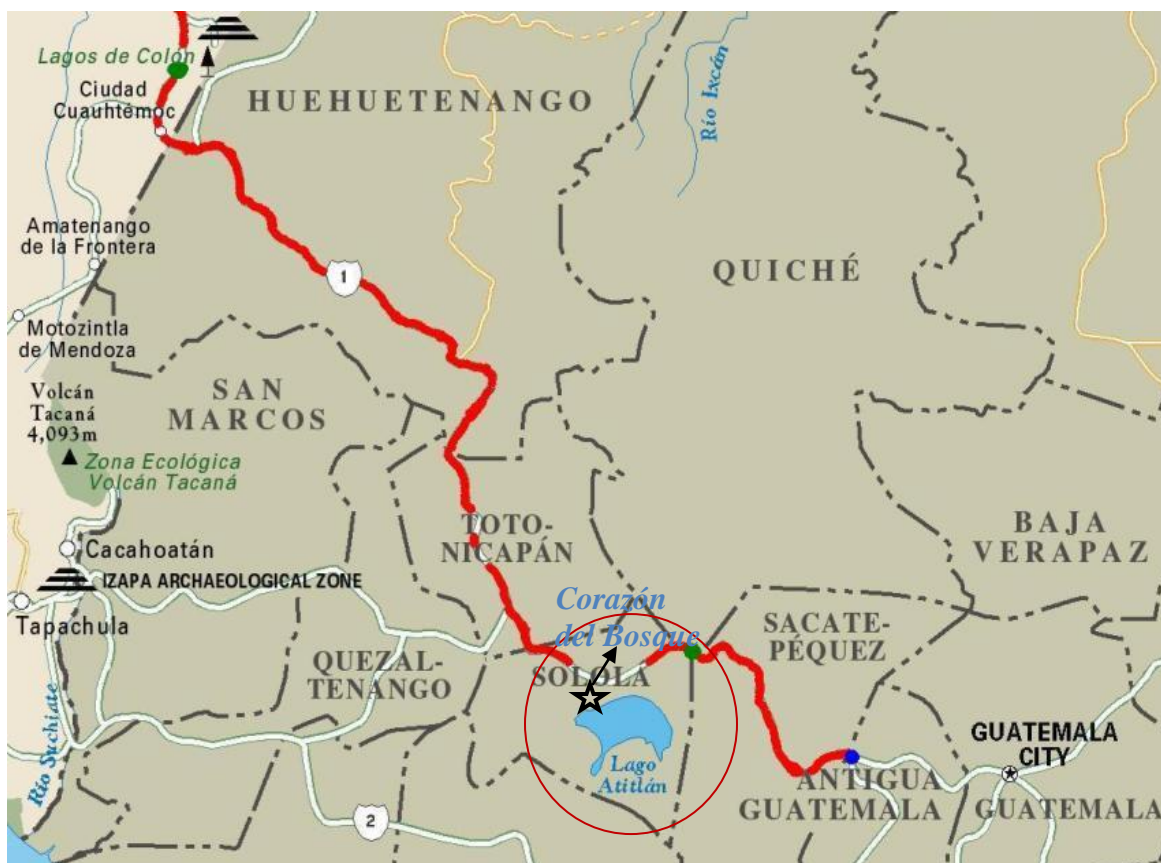 Lagos de Colón
Ciudad
Cuauhtémoc
HUEHUETENANGO
Río Ixcán
Amatenango
de la Frontera
1
QUICHÉ
Motozintla
de Mendoza
SAN
MARCOS
Volcán
Tacaná
4,093m
Zona Ecológica
Volcán Tacaná
TOTO-
NICAPÁN
BAJA
VERAPAZ
Cacahoatán
IZAPA ARCHAEOLOGICAL ZONE
Tapachula
Corazón
del Bosque
SACATE-
PÉQUEZ
QUEZAL-
TENANGO
SOLOLA
Río Suchiate
Lago
Atitlán
GUATEMALA
CITY
ANTIGUA
GUATEMALA
GUATEMALA
2